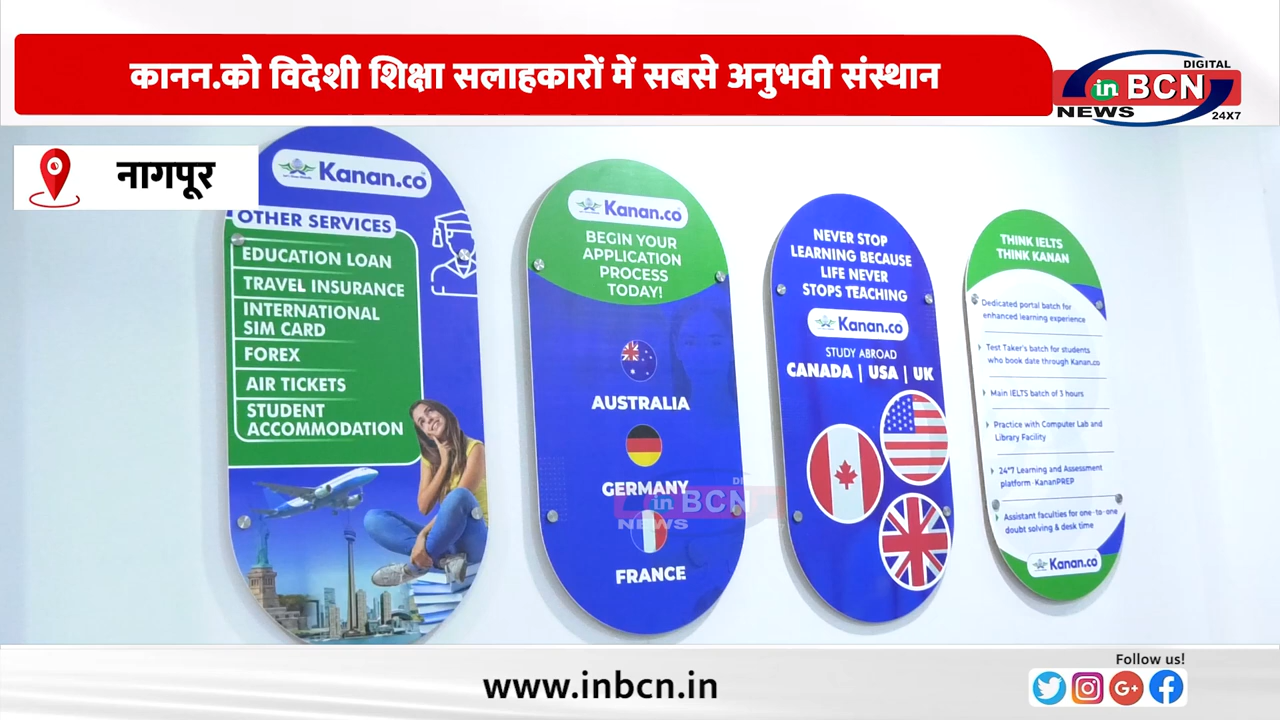 कानन.को विदेशी शिक्षा सलाहकारों में सबसे अनुभवी संस्थान
DIGITAL
in BCN
NEWS
24X7
नागपूर
Kanan.co
OTHER SERVICES
EDUCATION LOAN
TRAVEL INSURANCE
INTERNATIONAL
SIM CARD
FOREX
AIR TICKETS
STUDENT
ACCOMMODATION
Kanan.co
BEGIN YOUR
APPLICATION
PROCESS
TODAY!
AUSTRALIA
GERMANY
FRANCE
in BCN
NEWS
NEVER STOP
LEARNING BECAUSE
LIFE NEVER
STOPS TEACHING
Kanan.co
STUDY ABROAD
CANADA | USA | UK
THINK IELTS
THINK KANAN
Dedicated portal batch for
enhanced learning experience
Test Taker's batch for students
who book date through Kanan.co
Main IELTS batch of 3 hours
Practice with Computer Lab and
Library Facility
24*7 Learning and Assessment
platform -KananPREP
Assistant faculties for one-to-one
doubt solving & desk time
Kanan.co
www.inbcn.in
Follow us!